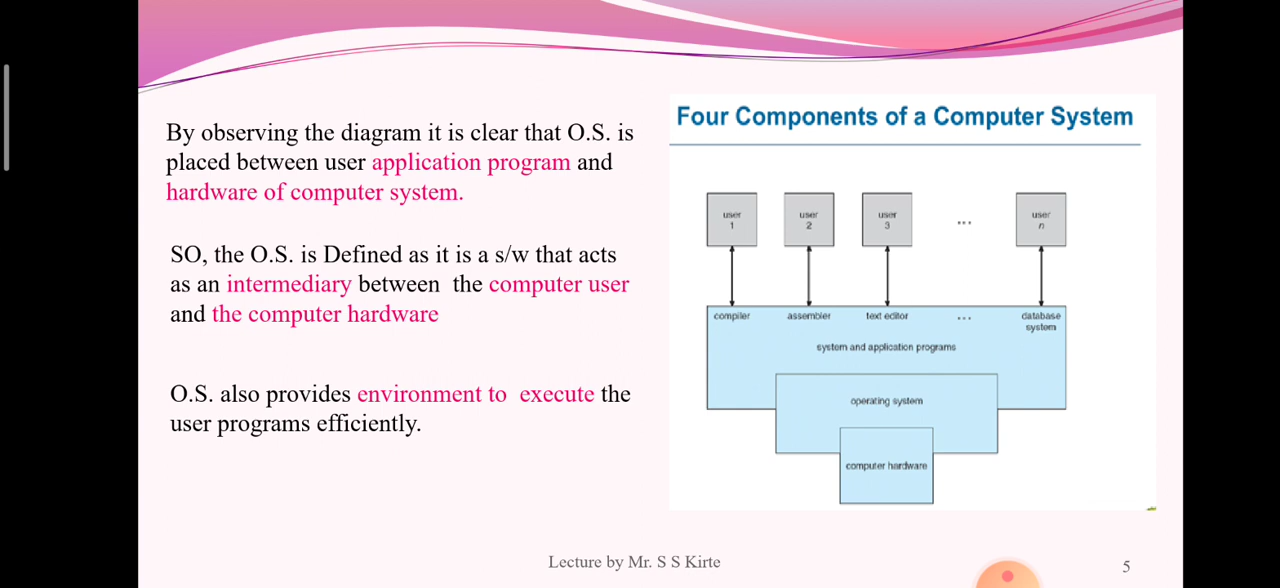 By observing the diagram it is clear that O.S. is
placed between user application program and
hardware of computer system.
SO, the O.S. is Defined as it is a s/w that acts
as an intermediary between the computer user
and the computer hardware
O.S. also provides environment to execute the
user programs efficiently.
Four Components of a Computer System
user 1
user 2
user 3
...
user n
compiler
assembler
text editor
...
database
system
system and application programs
operating system
computer hardware
Lecture by Mr. S S Kirte
5